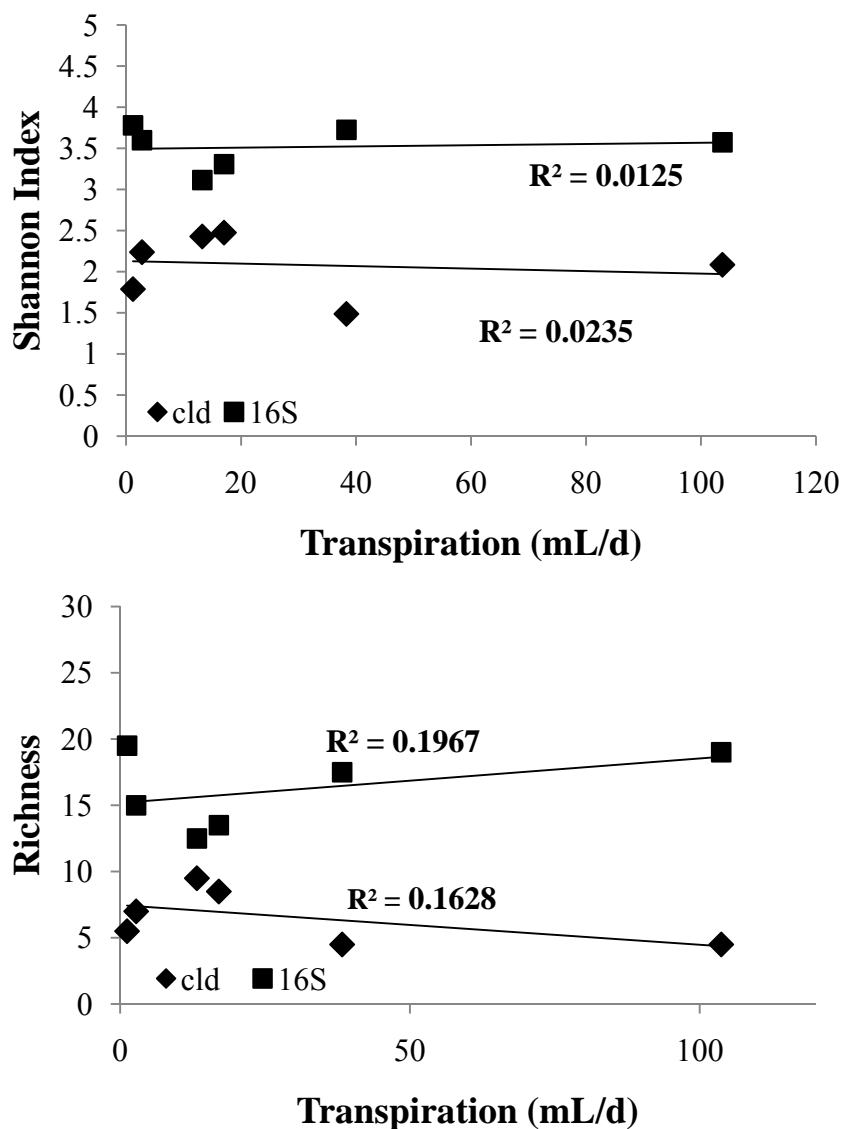 5
4.5
4
3.5
3
2.5
2
1.5
1
0.5
0
Shannon Index
R² = 0.0125
R² = 0.0235
cld 16S
0 20 40 60 80 100 120
Transpiration (mL/d)
30
25
20
15
10
5
0
Richness
R² = 0.1967
R² = 0.1628
cld 16S
0 50 100
Transpiration (mL/d)